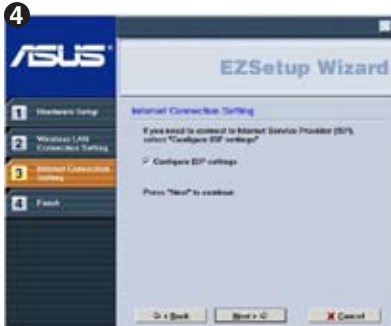 4
ASUS
EZSetup Wizard
1 Hardware Setup
2 Wireless LAN
Connection Setting
3 Internet Connection
Setting
4 Finish
Internet Connection Setting
If you need to connect to Internet Service Provider (ISP),
select "Configure ISP settings"
Configure ISP settings
Press "Next" to continue.
< Back
Next >
Cancel